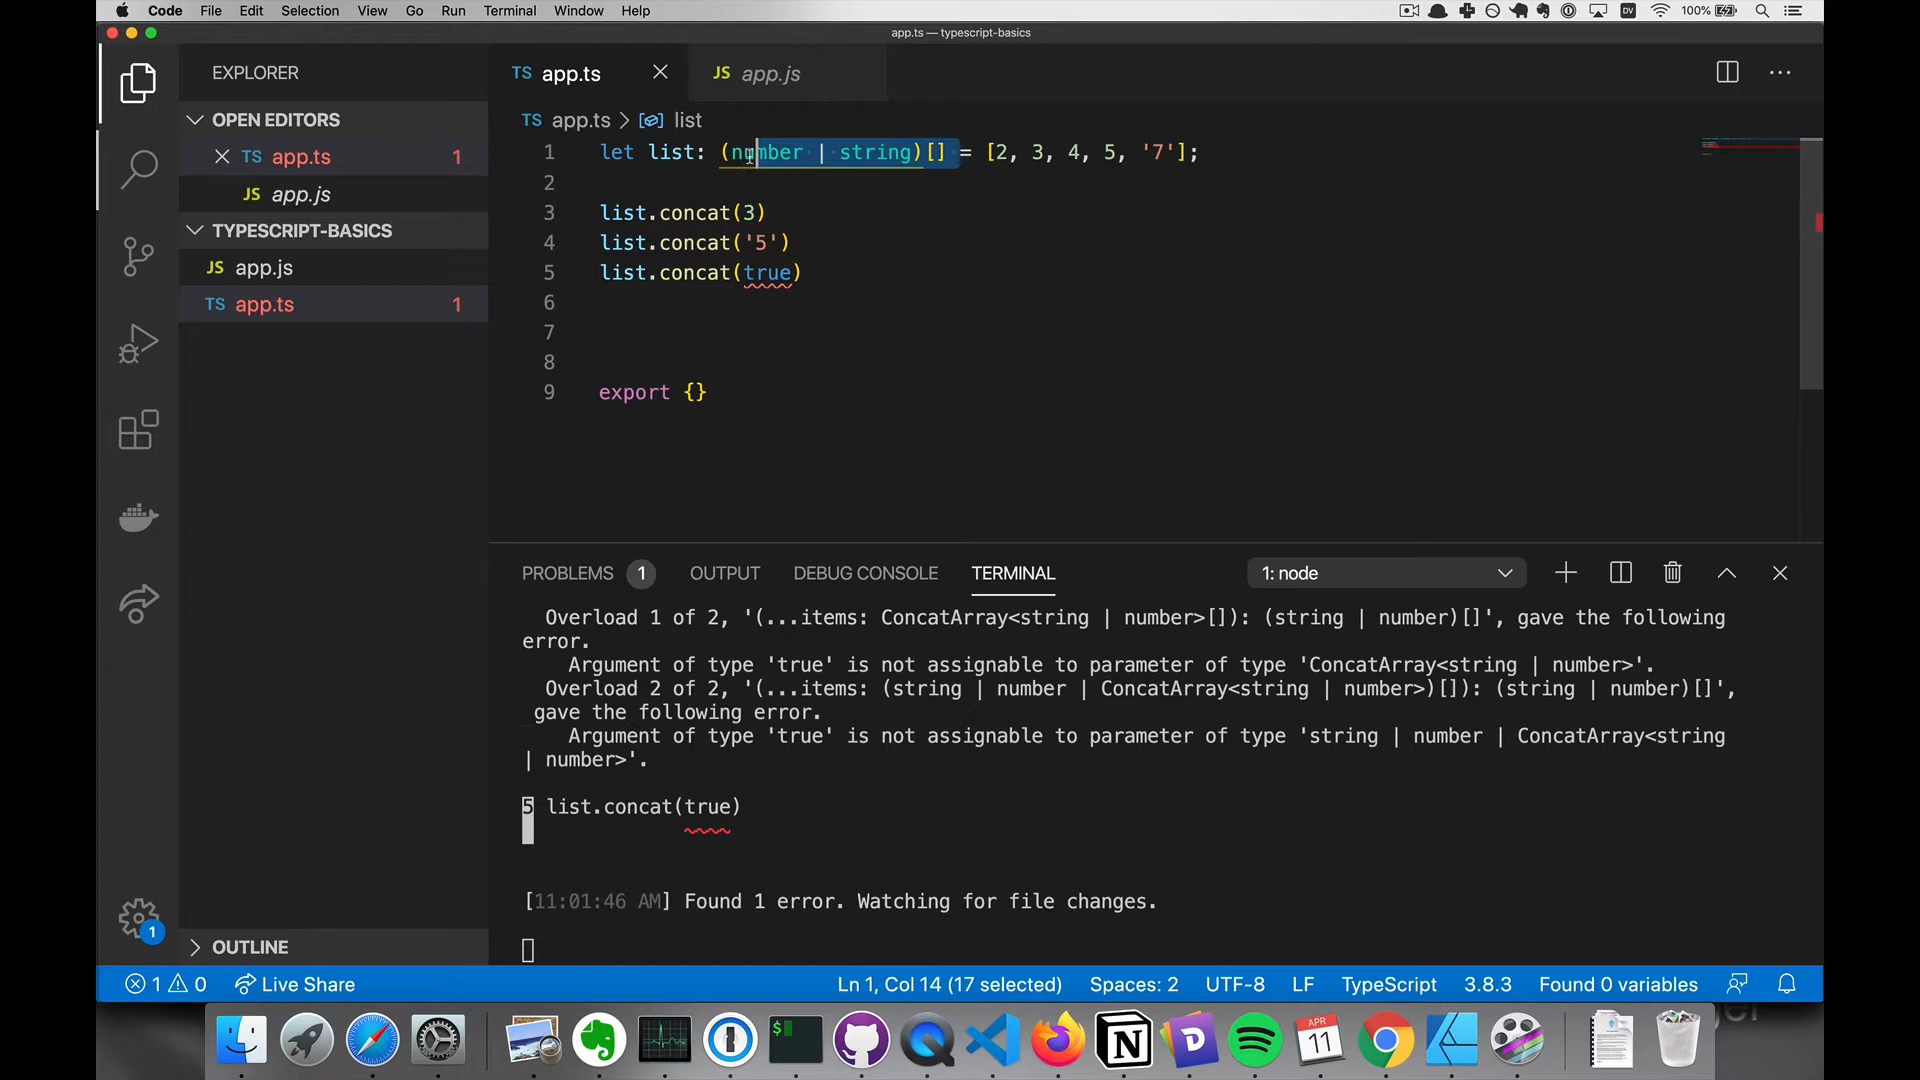 Code File Edit Selection View Go Run Terminal Window Help 100%
app.ts — typescript-basics
EXPLORER
OPEN EDITORS
TS app.ts 1
JS app.js
TYPESCRIPT-BASICS
JS app.js
TS app.ts 1
OUTLINE
TS app.ts
JS app.js
TS app.ts > list
1 let list: (number | string)[] = [2, 3, 4, 5, '7'];
2
3 list.concat(3)
4 list.concat('5')
5 list.concat(true)
6
7
8
9 export {}
PROBLEMS 1 OUTPUT DEBUG CONSOLE TERMINAL 1: node
Overload 1 of 2, '(...items: ConcatArray<string | number>[]): (string | number)[]', gave the following
error.
Argument of type 'true' is not assignable to parameter of type 'ConcatArray<string | number>'.
Overload 2 of 2, '(...items: (string | number | ConcatArray<string | number>)[]): (string | number)[]',
gave the following error.
Argument of type 'true' is not assignable to parameter of type 'string | number | ConcatArray<string
| number>'.
5 list.concat(true)
[11:01:46 AM] Found 1 error. Watching for file changes.
1
1 0 Live Share Ln 1, Col 14 (17 selected) Spaces: 2 UTF-8 LF TypeScript 3.8.3 Found 0 variables
APR
11